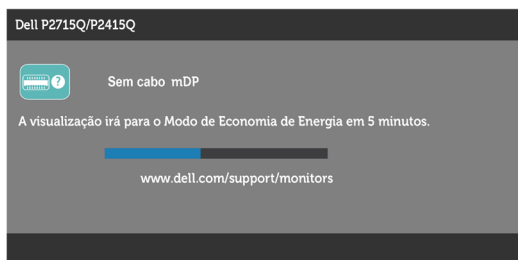 Dell P2715Q/P2415Q
?
Sem cabo mDP
A visualização irá para o Modo de Economia de Energia em 5 minutos.
www.dell.com/support/monitors